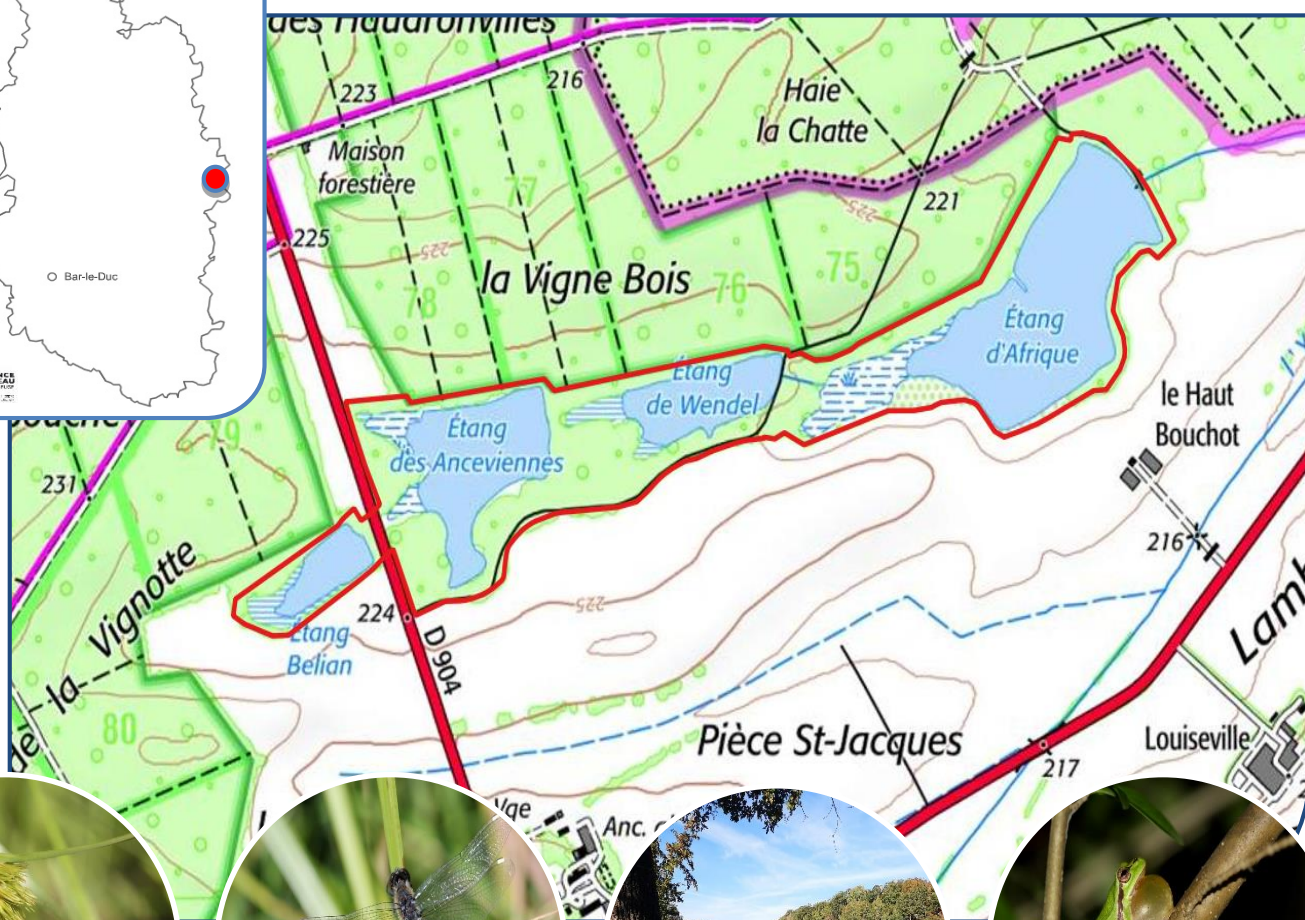 Bar-le-Duc
des Haudronvilles
216
223
Haie
la Chatte
Maison
forestière
77
221
225
225
225
la Vigne Bois
78
76
75
Étang
d'Afrique
Étang
de Wendel
le Haut
Bouchot
Étang
des Anceviennes
79
231
216
la Vignotte
de
225
224
Étang
Belian
D 904
80
Pièce St-Jacques
Louiseville
217
Anc.